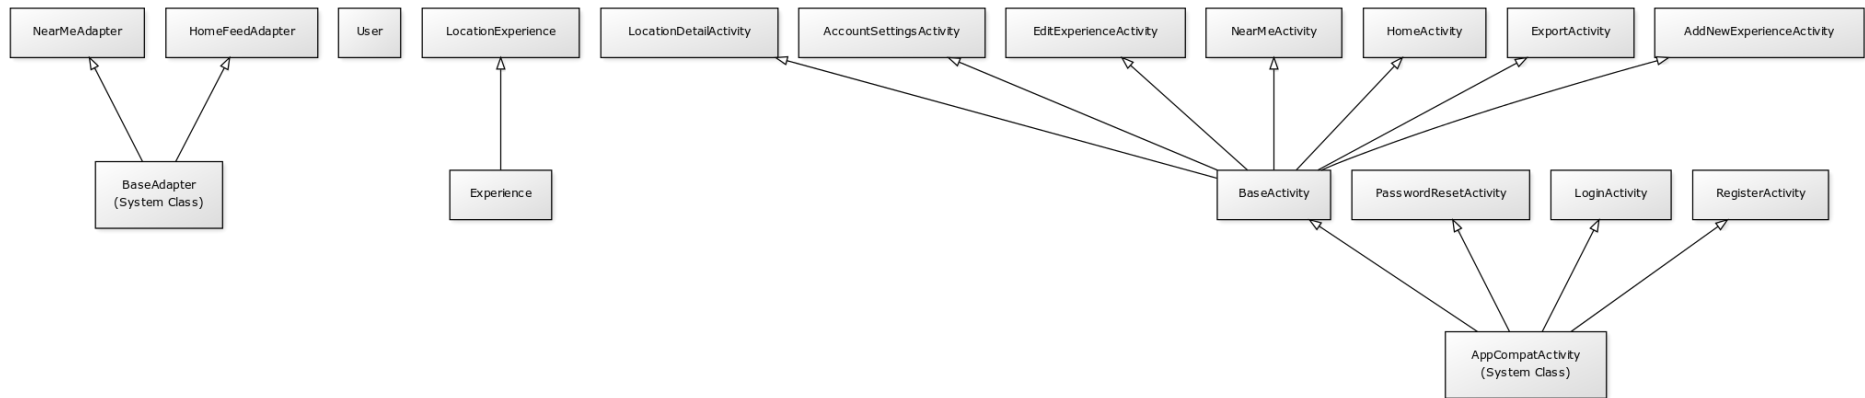 NearMeAdapter
HomeFeedAdapter
User
LocationExperience
LocationDetailActivity
AccountSettingsActivity
EditExperienceActivity
NearMeActivity
HomeActivity
ExportActivity
AddNewExperienceActivity
BaseAdapter
(System Class)
Experience
BaseActivity
PasswordResetActivity
LoginActivity
RegisterActivity
AppCompatActivity
(System Class)